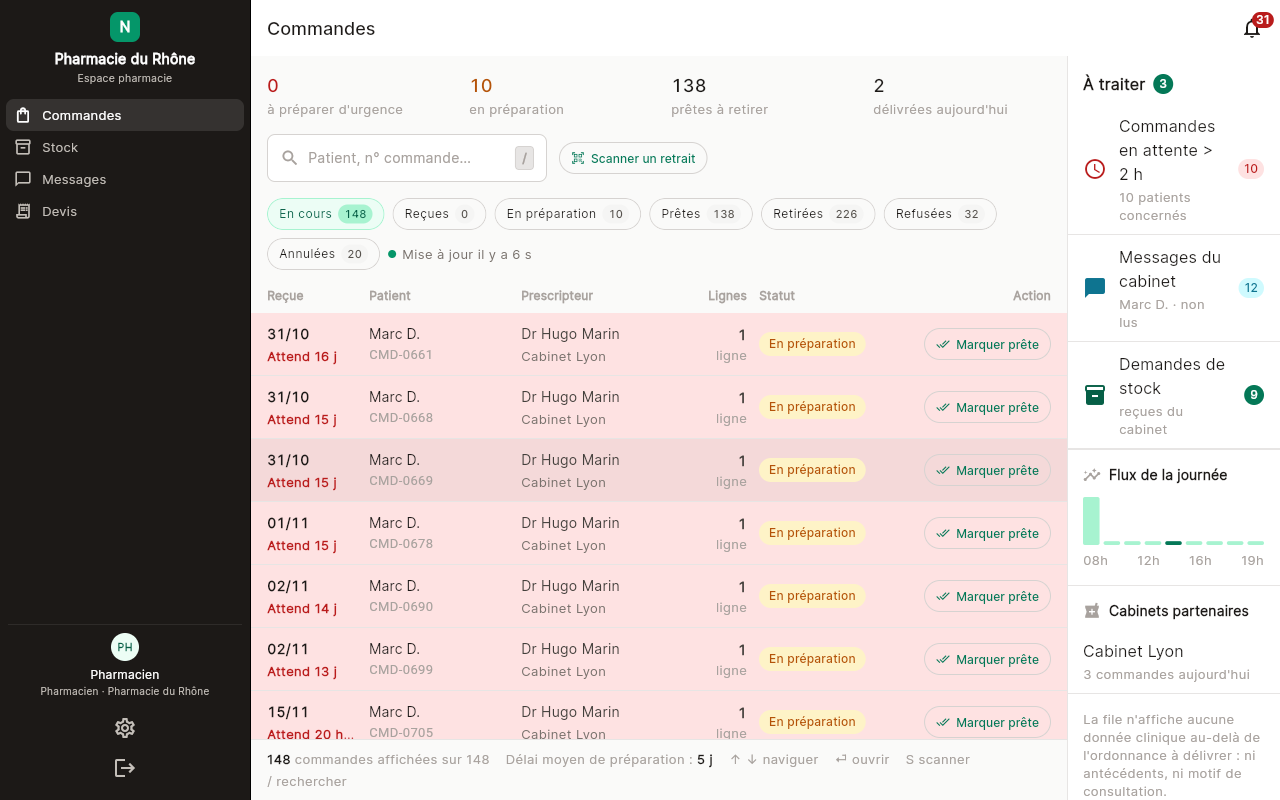 N
Pharmacie du Rhône
Espace pharmacie
Commandes
Stock
Messages
Devis
PH
Pharmacien
Pharmacien · Pharmacie du Rhône
Commandes
31
0
à préparer d'urgence
10
en préparation
138
prêtes à retirer
2
délivrées aujourd'hui
Patient, n° commande... /
Scanner un retrait
En cours 148 Reçues 0 En préparation 10 Prêtes 138 Retirées 226 Refusées 32
Annulées 20 Mise à jour il y a 6 s
Reçue Patient Prescripteur Lignes Statut Action
31/10 Marc D. Dr Hugo Marin 1 En préparation Marquer prête
Attend 16 j CMD-0661 Cabinet Lyon ligne
31/10 Marc D. Dr Hugo Marin 1 En préparation Marquer prête
Attend 15 j CMD-0668 Cabinet Lyon ligne
31/10 Marc D. Dr Hugo Marin 1 En préparation Marquer prête
Attend 15 j CMD-0669 Cabinet Lyon ligne
01/11 Marc D. Dr Hugo Marin 1 En préparation Marquer prête
Attend 15 j CMD-0678 Cabinet Lyon ligne
02/11 Marc D. Dr Hugo Marin 1 En préparation Marquer prête
Attend 14 j CMD-0690 Cabinet Lyon ligne
02/11 Marc D. Dr Hugo Marin 1 En préparation Marquer prête
Attend 13 j CMD-0699 Cabinet Lyon ligne
15/11 Marc D. Dr Hugo Marin 1 En préparation Marquer prête
Attend 20 h... CMD-0705 Cabinet Lyon ligne
148 commandes affichées sur 148 Délai moyen de préparation : 5 j ↑ ↓ naviguer ↵ ouvrir S scanner
/ rechercher
À traiter 3
Commandes
en attente >
2 h
10
10 patients
concernés
Messages du
cabinet
12
Marc D. · non
lus
Demandes de
stock
9
reçues du
cabinet
Flux de la journée
08h 12h 16h 19h
Cabinets partenaires
Cabinet Lyon
3 commandes aujourd'hui
La file n'affiche aucune
donnée clinique au-delà de
l'ordonnance à délivrer : ni
antécédents, ni motif de
consultation.